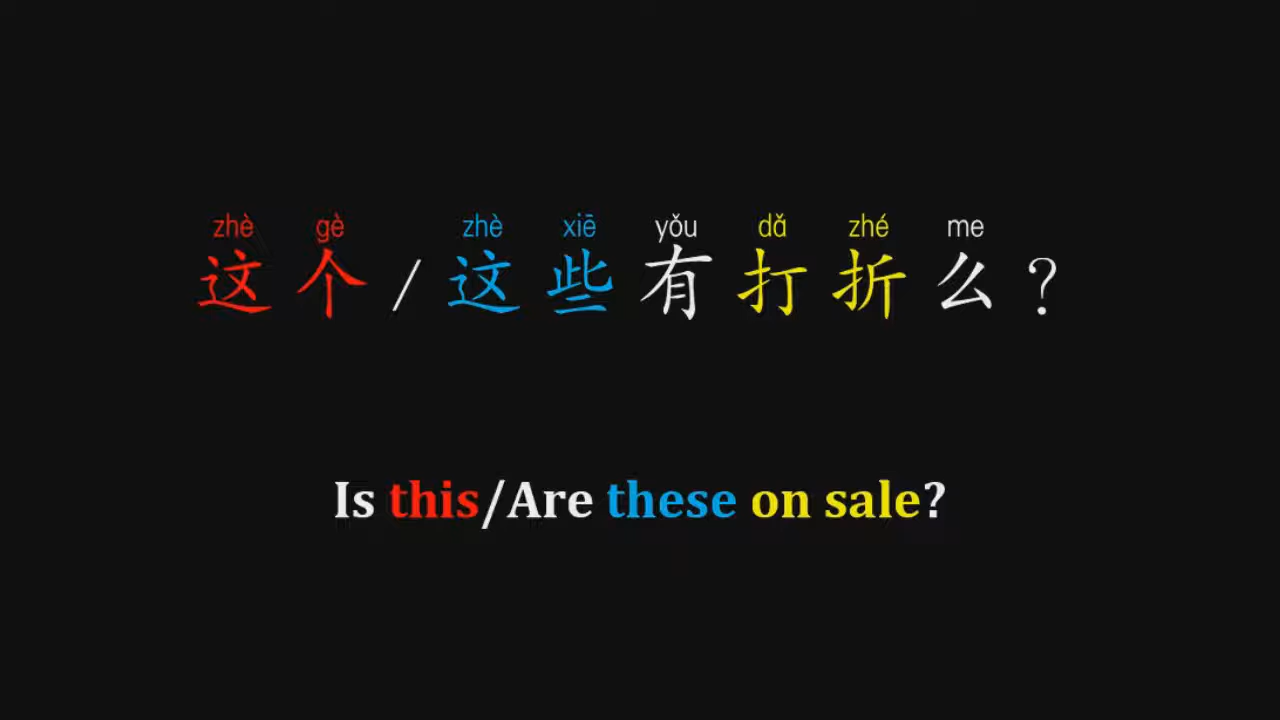 zhè gè zhè xiē yǒu dǎ zhé me
这个/这些有打折么？
Is this/Are these on sale?